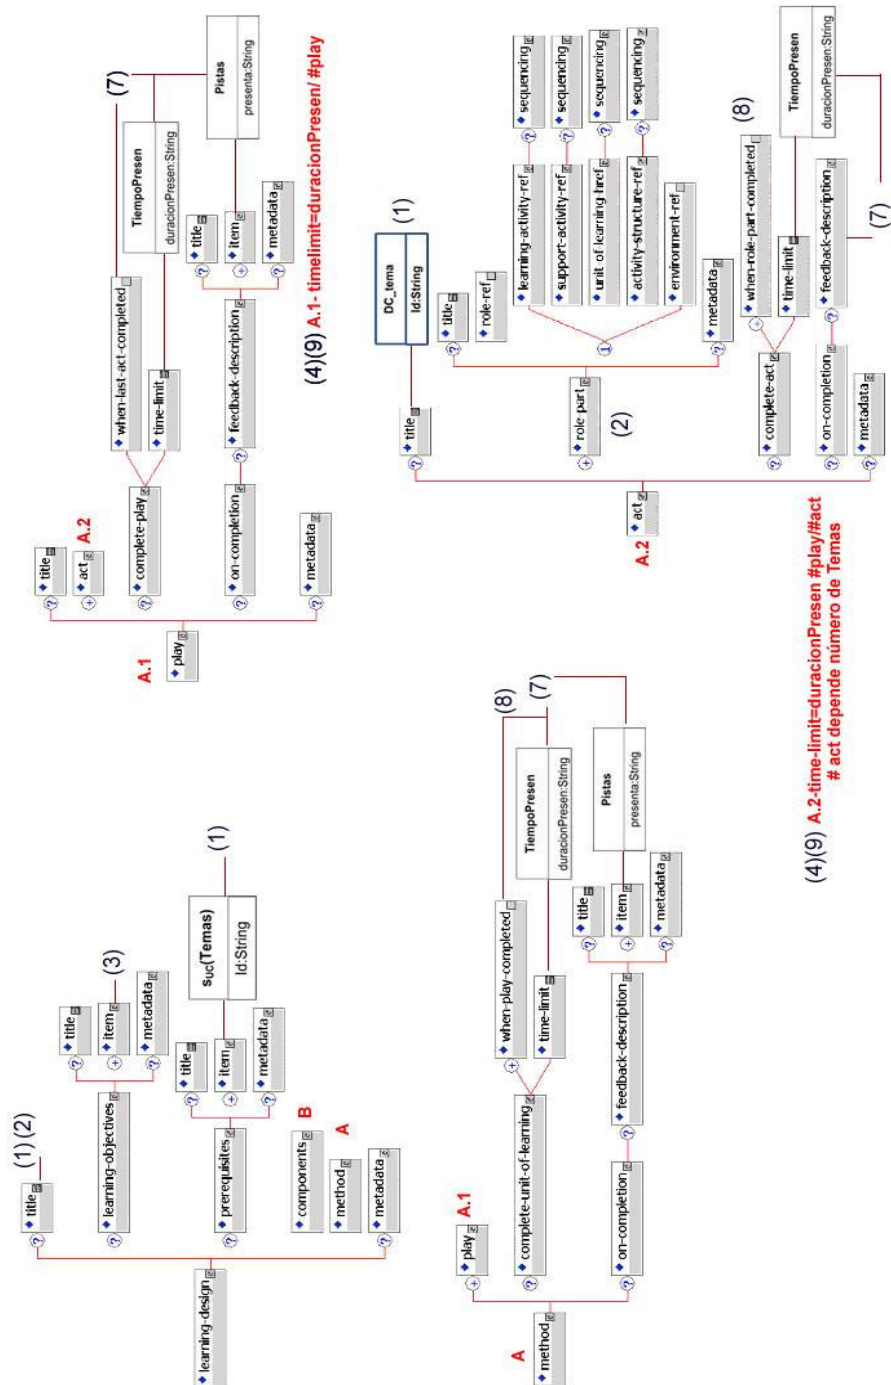 learning-design
title
(1) (2)
learning-objectives
title
item
(3)
metadata
prerequisites
title
item
metadata
suc(Temas)
Id:String
(1)
components
B
method
A
metadata
A
method
play
A.1
complete-unit-of-learning
when-play-completed
(8)
time-limit
TiempoPresen
duracionPresen:String
(7)
on-completion
feedback-description
title
item
metadata
Pistas
presenta:String
A.1
play
title
act
A.2
complete-play
when-last-act-completed
(7)
time-limit
TiempoPresen
duracionPresen:String
on-completion
feedback-description
title
item
metadata
Pistas
presenta:String
metadata
(4)(9) A.1- timelimit=duracionPresen/ #play
A.2
act
title
DC_tema
Id:String
(1)
role-part
(2)
title
role-ref
1
learning-activity-ref
sequencing
support-activity-ref
sequencing
unit-of-learning-href
sequencing
activity-structure-ref
sequencing
environment-ref
metadata
complete-act
when-role-part-completed
(8)
time-limit
TiempoPresen
duracionPresen:String
on-completion
feedback-description
(7)
metadata
(4)(9) A.2-time-limit=duracionPresen #play/#act
# act depende número de Temas